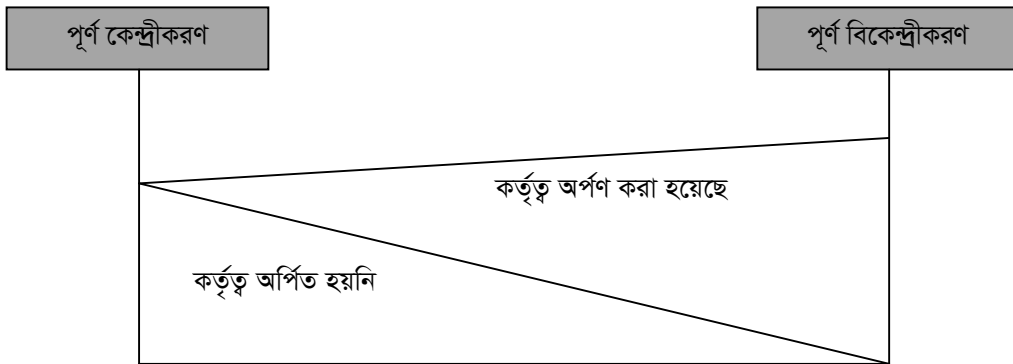 পূর্ণ কেন্দ্রীকরণ
পূর্ণ বিকেন্দ্রীকরণ
কর্তৃত্ব অর্পণ করা হয়েছে
কর্তৃত্ব অর্পিত হয়নি